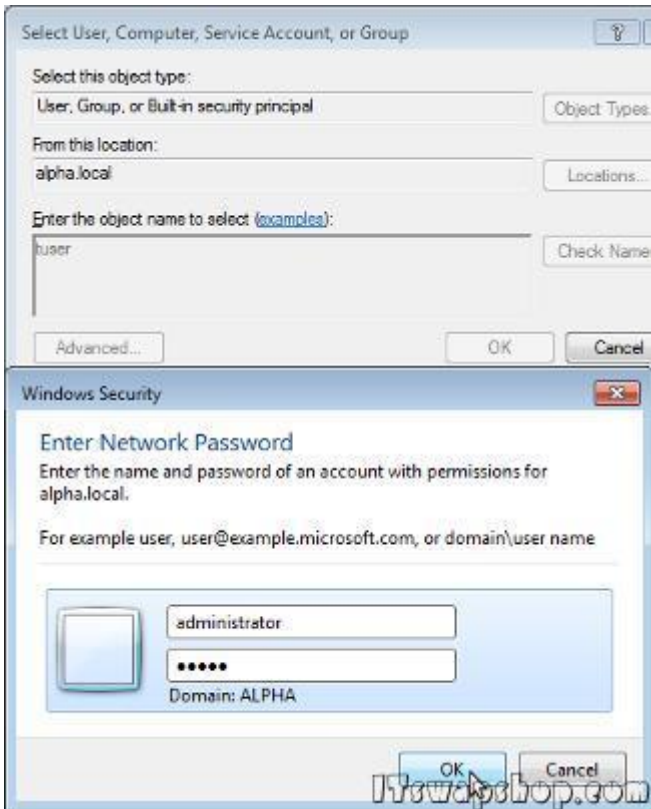 Select User, Computer, Service Account, or Group
Select this object type:
User, Group, or Built-in security principal
Object Types.
From this location:
alpha.local
Locations...
Enter the object name to select (examples):
tuser
Check Name
Advanced...
OK
Cancel
Windows Security
Enter Network Password
Enter the name and password of an account with permissions for
alpha.local.
For example user, user@example.microsoft.com, or domain\user name
administrator
•••••
Domain: ALPHA
OK
Cancel
ITswapshop.com